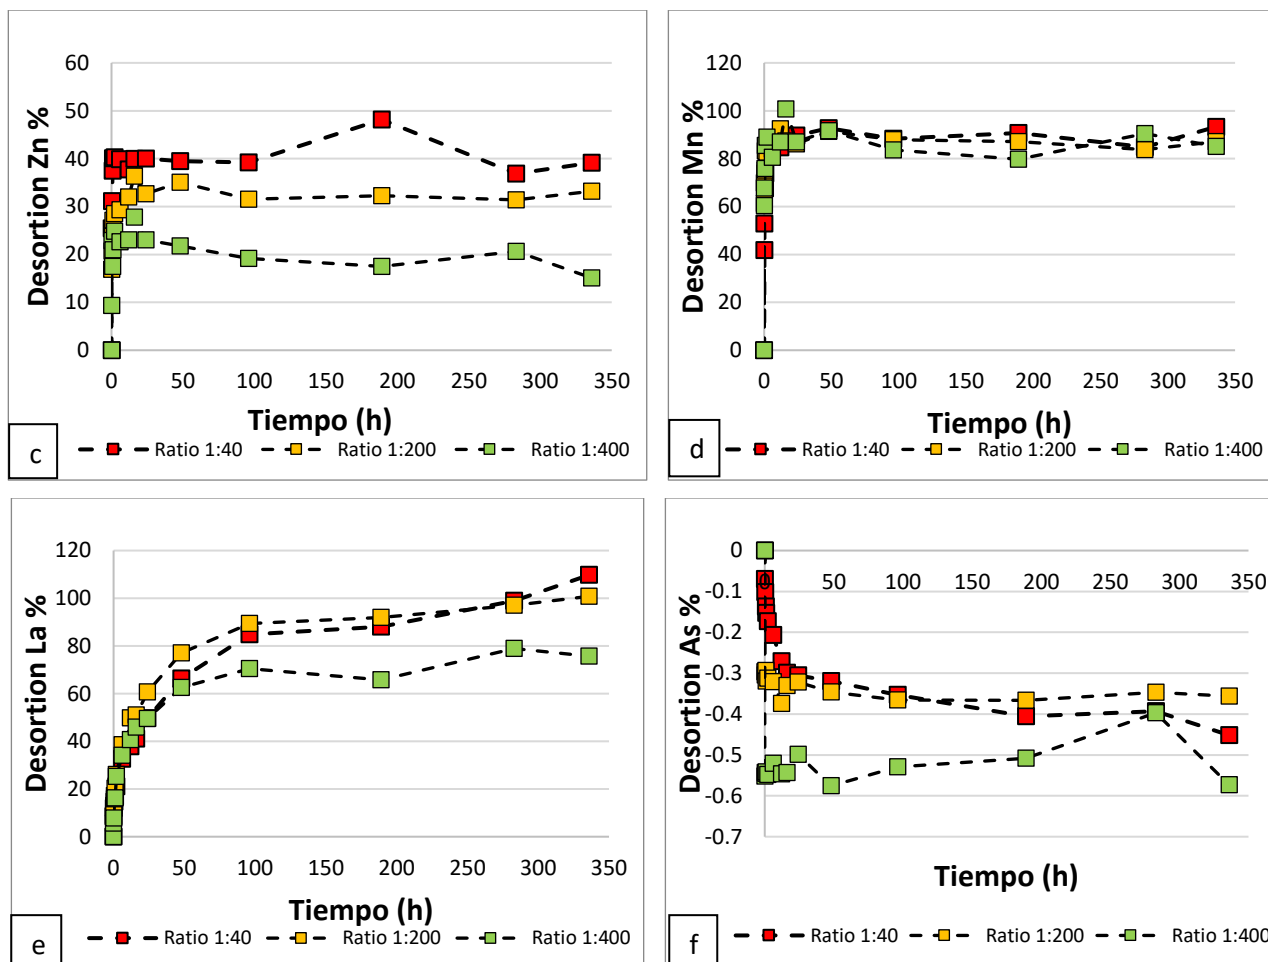 Desortion Zn %
60
50
40
30
20
10
0
0 50 100 150 200 250 300 350
Tiempo (h)
c
Ratio 1:40 Ratio 1:200 Ratio 1:400
Desortion Mn %
120
100
80
60
40
20
0
0 50 100 150 200 250 300 350
Tiempo (h)
d
Ratio 1:40 Ratio 1:200 Ratio 1:400
Desortion La %
120
100
80
60
40
20
0
0 50 100 150 200 250 300 350
Tiempo (h)
e
Ratio 1:40 Ratio 1:200 Ratio 1:400
Desortion As %
0
-0.1
-0.2
-0.3
-0.4
-0.5
-0.6
-0.7
0 50 100 150 200 250 300 350
Tiempo (h)
f
Ratio 1:40 Ratio 1:200 Ratio 1:400